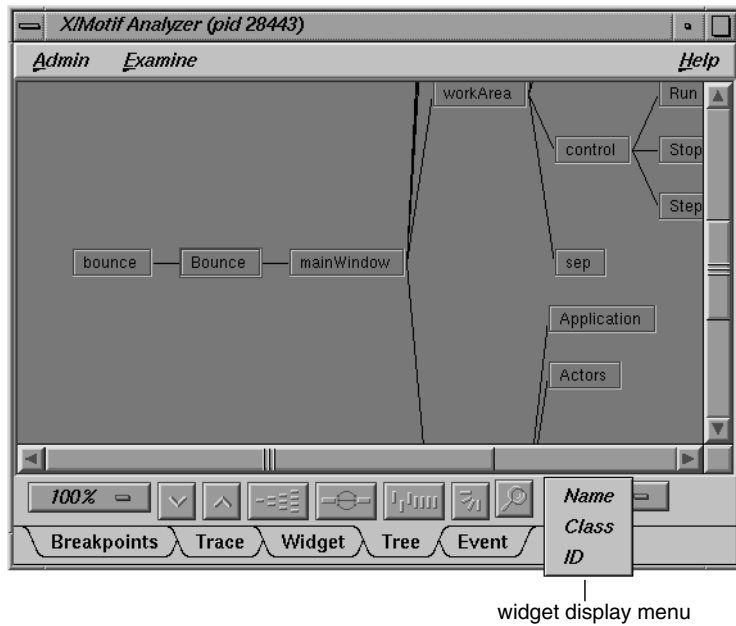 X/Motif Analyzer (pid 28443)
Admin Examine Help
workArea Run
control Stop
Step
bounce Bounce mainWindow sep
Application
Actors
100% Name
Class
Breakpoints Trace Widget Tree Event ID
widget display menu